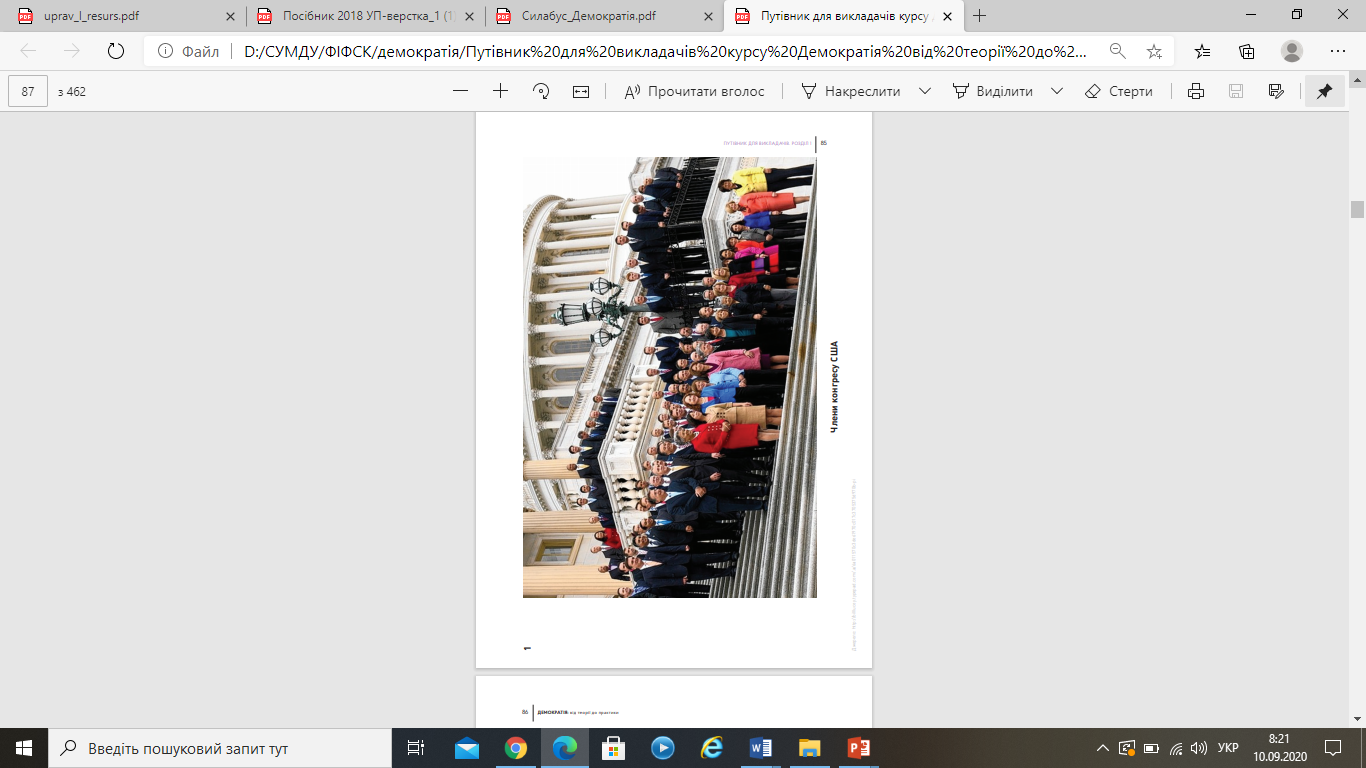 uprav_l_resurs.pdf
Посібник 2018 УП-верстка_1 (1)
Силабус_Демократія.pdf
Путівник для викладачів курсу
Файл
D:/СУМДУ/ФІФСК/демократія/Путівник%20для%20викладачів%20курсу%20Демократія%20від%20теорії%20до%2...
87
з 462
Прочитати вголос
Накреслити
Виділити
Стерти
ПУТІВНИК ДЛЯ ВИКЛАДАЧІВ. РОЗДІЛ I
85
Члени конгресу США
1
86
ДЕМОКРАТІЯ: від теорії до практики
Введіть пошуковий запит тут
УКР
8:21
10.09.2020